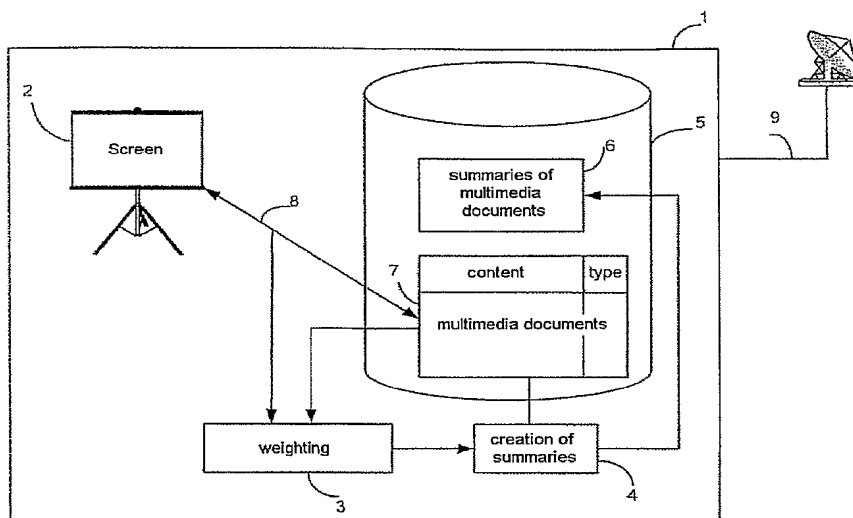 1
2
Screen
5
9
6
summaries of
multimedia
documents
8
7
content type
multimedia documents
weighting
creation of
summaries
3
4